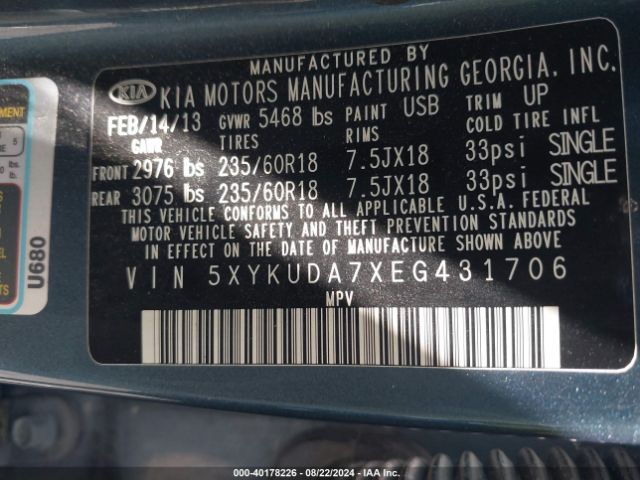 MANUFACTURED BY
KIA KIA MOTORS MANUFACTURING GEORGIA, INC.
FEB/14/13 GVWR 5468 lbs PAINT USB TRIM UP
GAWR TIRES RIMS COLD TIRE INFL
FRONT 2976 lbs 235/60R18 7.5JX18 33psi SINGLE
REAR 3075 lbs 235/60R18 7.5JX18 33psi SINGLE
THIS VEHICLE CONFORMS TO ALL APPLICABLE U.S.A. FEDERAL
MOTOR VEHICLE SAFETY AND THEFT PREVENTION STANDARDS
IN EFFECT ON THE DATE OF MANUFACTURE SHOWN ABOVE
VIN 5XYKUDA7XEG431706
MPV
U680
5
lbs.
000-40178226 - 08/22/2024 - IAA Inc.